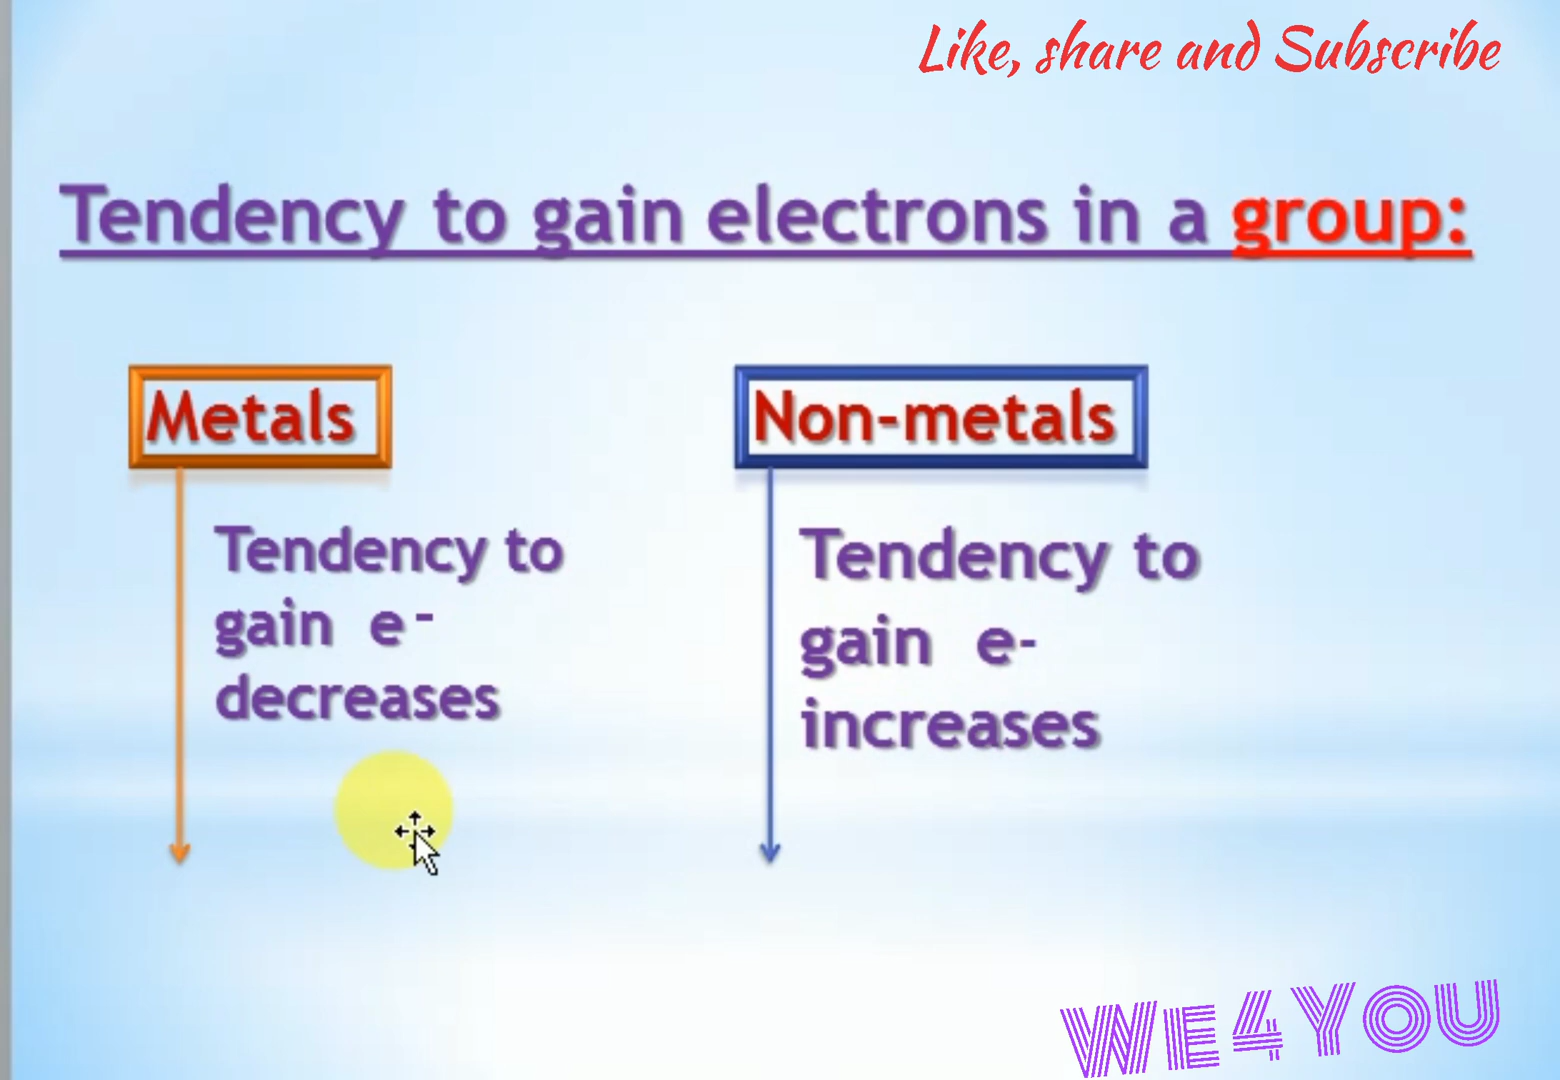 Like, share and Subscribe
Tendency to gain electrons in a group:
Metals
Tendency to
gain e-
decreases
Non-metals
Tendency to
gain e-
increases
WE4YOU